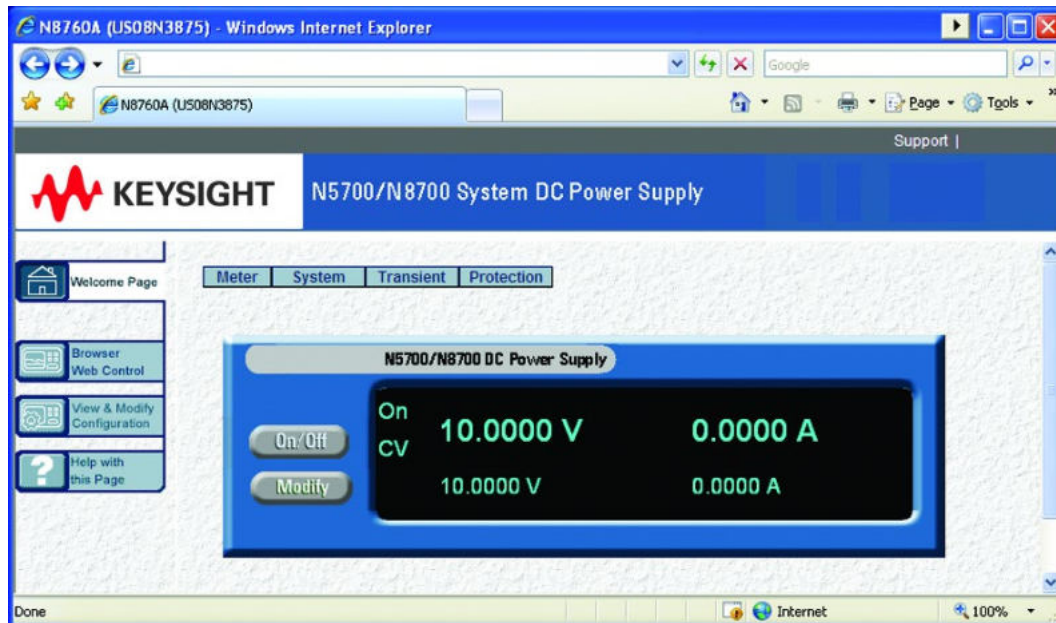 N8760A (US08N3875) - Windows Internet Explorer
Google
N8760A (US08N3875)
Page
Tools
Support |
KEYSIGHT
N5700/N8700 System DC Power Supply
Welcome Page
Meter
System
Transient
Protection
Browser
Web Control
View & Modify
Configuration
Help with
this Page
N5700/N8700 DC Power Supply
On/Off
Modify
On
CV
10.0000 V
0.0000 A
10.0000 V
0.0000 A
Done
Internet
100%